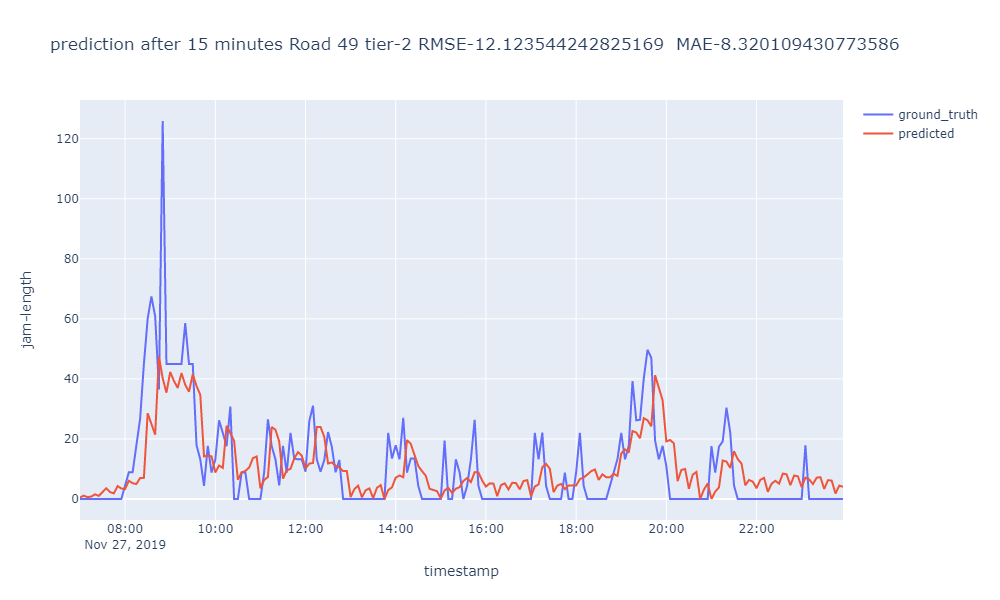 prediction after 15 minutes Road 49 tier-2 RMSE-12.123544242825169  MAE-8.320109430773586
ground_truth
predicted
120
100
80
60
40
20
0
jam-length
08:00
10:00
12:00
14:00
16:00
18:00
20:00
22:00
Nov 27, 2019
timestamp